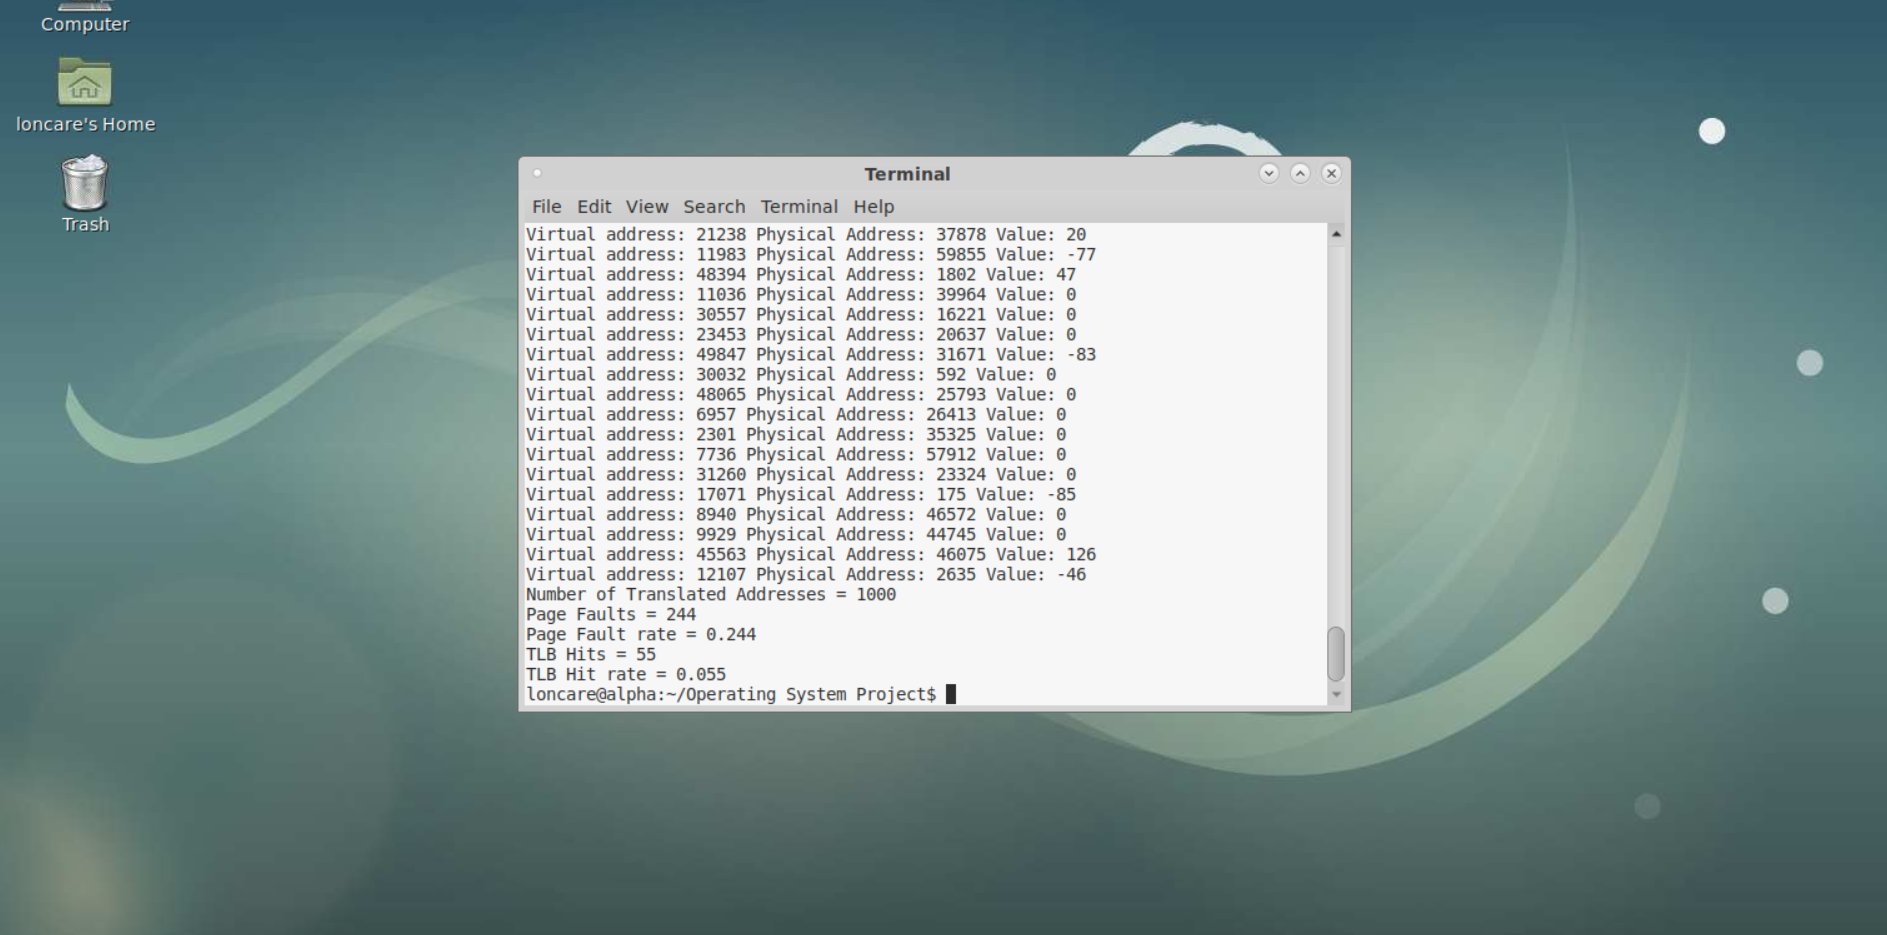 Computer
loncare's Home
Trash
Terminal
File Edit View Search Terminal Help
Virtual address: 21238 Physical Address: 37878 Value: 20
Virtual address: 11983 Physical Address: 59855 Value: -77
Virtual address: 48394 Physical Address: 1802 Value: 47
Virtual address: 11036 Physical Address: 39964 Value: 0
Virtual address: 30557 Physical Address: 16221 Value: 0
Virtual address: 23453 Physical Address: 20637 Value: 0
Virtual address: 49847 Physical Address: 31671 Value: -83
Virtual address: 30032 Physical Address: 592 Value: 0
Virtual address: 48065 Physical Address: 25793 Value: 0
Virtual address: 6957 Physical Address: 26413 Value: 0
Virtual address: 2301 Physical Address: 35325 Value: 0
Virtual address: 7736 Physical Address: 57912 Value: 0
Virtual address: 31260 Physical Address: 23324 Value: 0
Virtual address: 17071 Physical Address: 175 Value: -85
Virtual address: 8940 Physical Address: 46572 Value: 0
Virtual address: 9929 Physical Address: 44745 Value: 0
Virtual address: 45563 Physical Address: 46075 Value: 126
Virtual address: 12107 Physical Address: 2635 Value: -46
Number of Translated Addresses = 1000
Page Faults = 244
Page Fault rate = 0.244
TLB Hits = 55
TLB Hit rate = 0.055
loncare@alpha:~/Operating System Project$